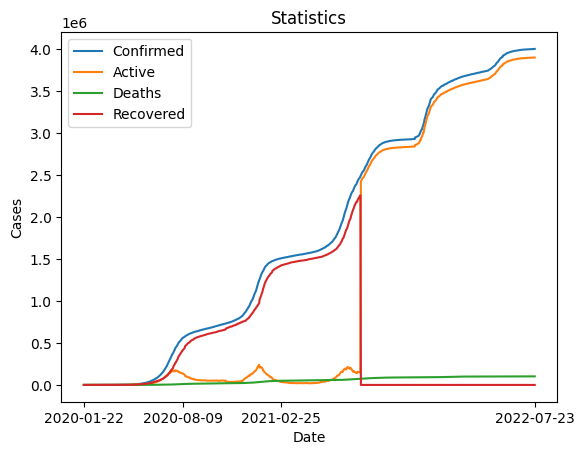 Statistics
1e6
Confirmed
Active
Deaths
Recovered
4.0
3.5
3.0
2.5
2.0
1.5
1.0
0.5
0.0
Cases
2020-01-22 2020-08-09 2021-02-25 2022-07-23
Date